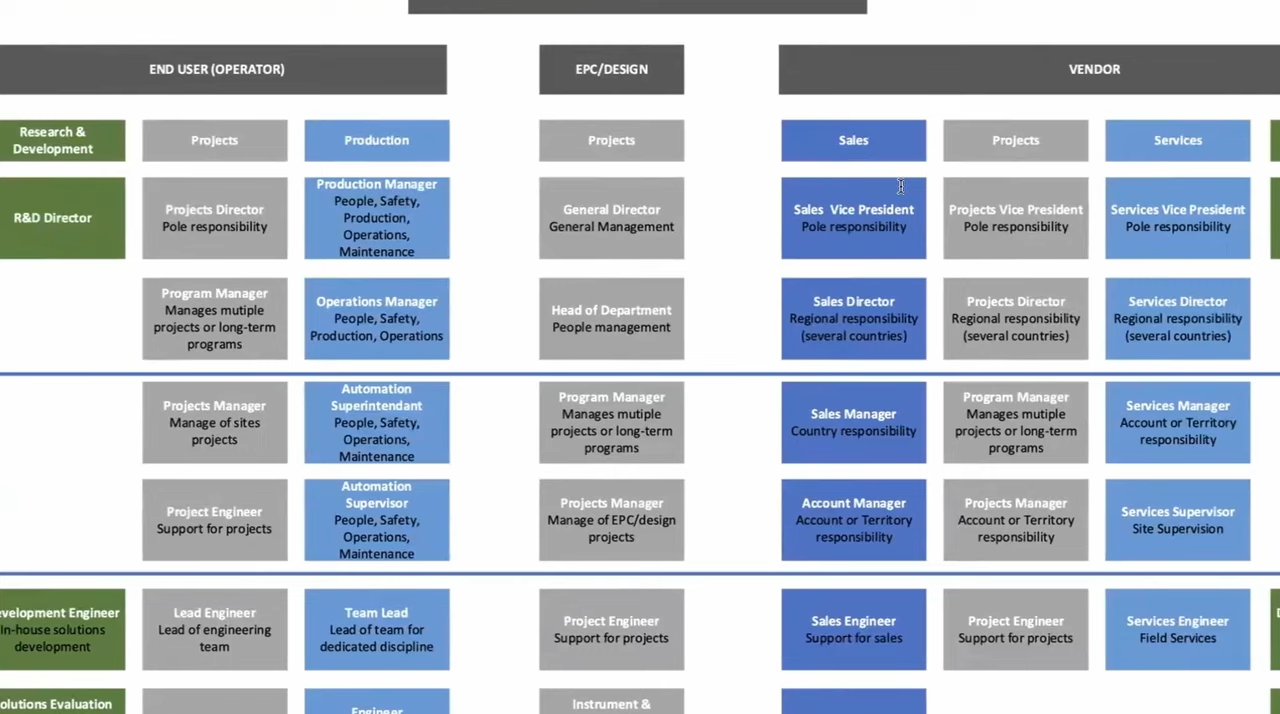 END USER (OPERATOR)
EPC/DESIGN
VENDOR
Research &
Development
Projects
Production
Projects
Sales
Projects
Services
R&D Director
Projects Director
Pole responsibility
Production Manager
People, Safety,
Production,
Operations,
Maintenance
General Director
General Management
Sales  Vice President
Pole responsibility
Projects Vice President
Pole responsibility
Services Vice President
Pole responsibility
Program Manager
Manages mutiple
projects or long-term
programs
Operations Manager
People, Safety,
Production, Operations
Head of Department
People management
Sales Director
Regional responsibility
(several countries)
Projects Director
Regional responsibility
(several countries)
Services Director
Regional responsibility
(several countries)
Projects Manager
Manage of sites
projects
Automation
Superintendant
People, Safety,
Operations,
Maintenance
Program Manager
Manages mutiple
projects or long-term
programs
Sales Manager
Country responsibility
Program Manager
Manages mutiple
projects or long-term
programs
Services Manager
Account or Territory
responsibility
Project Engineer
Support for projects
Automation
Supervisor
People, Safety,
Operations,
Maintenance
Projects Manager
Manage of EPC/design
projects
Account Manager
Account or Territory
responsibility
Projects Manager
Account or Territory
responsibility
Services Supervisor
Site Supervision
evelopment Engineer
In-house solutions
development
Lead Engineer
Lead of engineering
team
Team Lead
Lead of team for
dedicated discipline
Project Engineer
Support for projects
Sales Engineer
Support for sales
Project Engineer
Support for projects
Services Engineer
Field Services
olutions Evaluation
Engineer
Instrument &